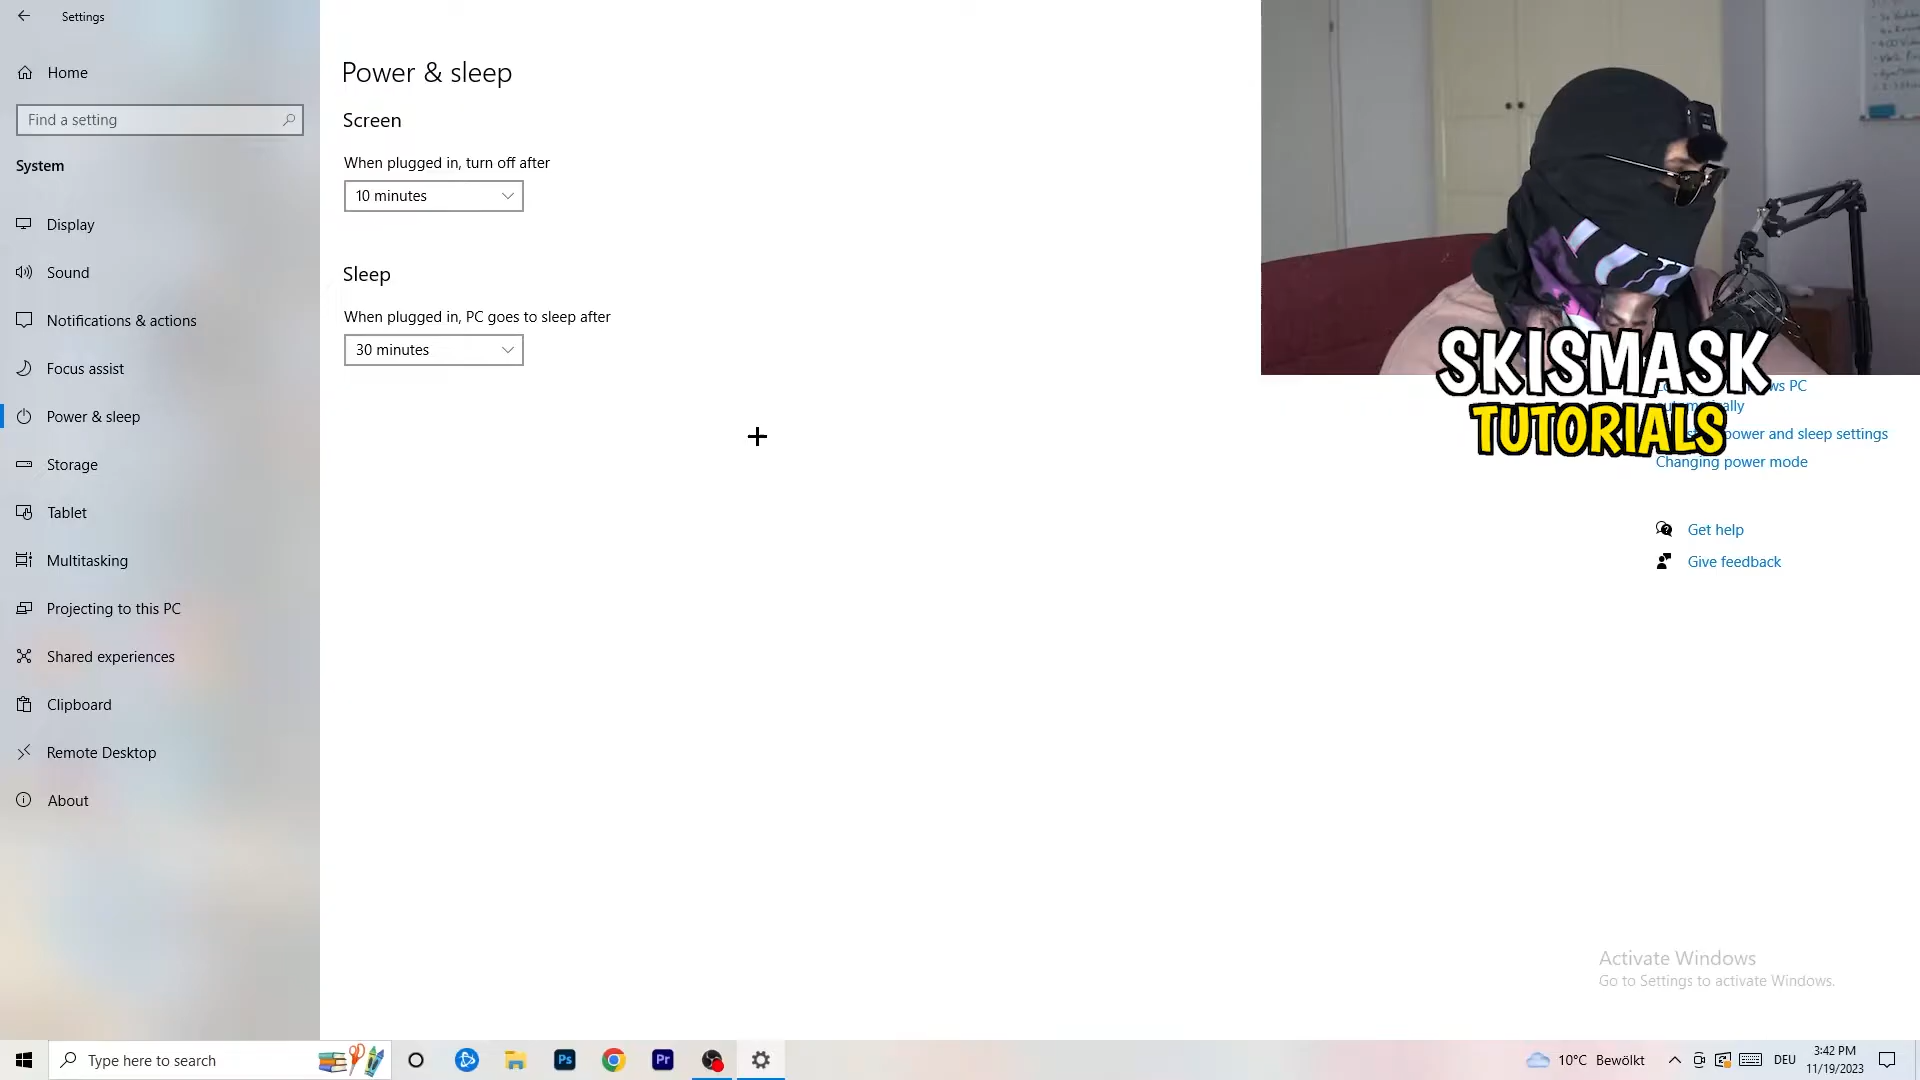 Settings
Home
Find a setting
System
Display
Sound
Notifications & actions
Focus assist
Power & sleep
Storage
Tablet
Multitasking
Projecting to this PC
Shared experiences
Clipboard
Remote Desktop
About
Power & sleep
Screen
When plugged in, turn off after
10 minutes
Sleep
When plugged in, PC goes to sleep after
30 minutes
SKISMASK
TUTORIALS
PC
power and sleep settings
Changing power mode
Get help
Give feedback
Activate Windows
Go to Settings to activate Windows.
Type here to search
Ps
Pr
10°C Bewölkt
DEU
3:42 PM
11/19/2023